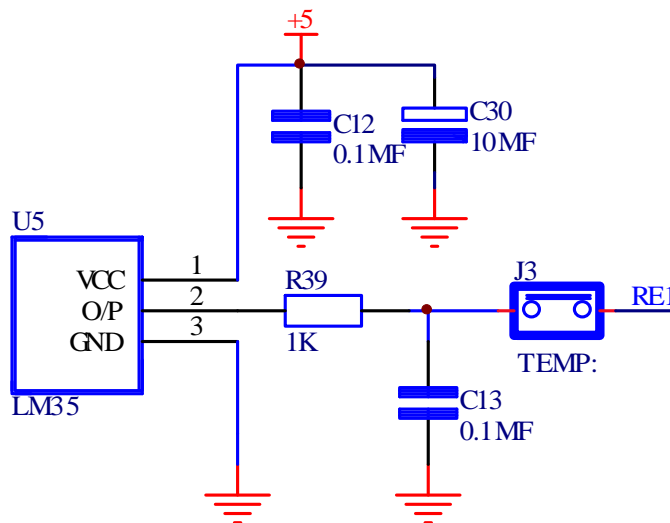 +5
C12
0.1MF
C30
10MF
U5
VCC
1
O/P
2
GND
3
LM35
R39
1K
J3
RE1
TEMP:
C13
0.1MF